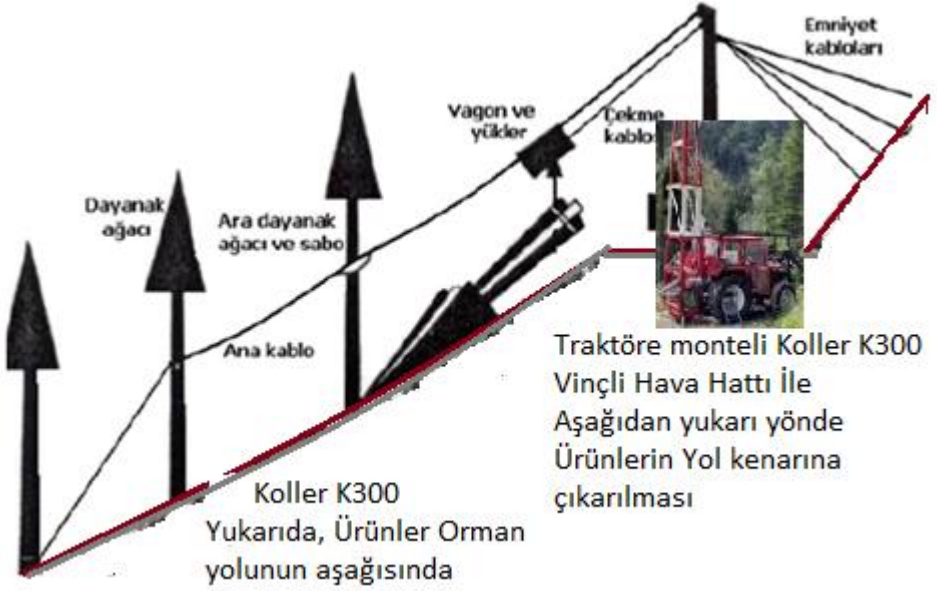 Emniyet
kabloları
Vagon ve
yükler
Çekme
kablos
Dayanak
ağacı
Ara dayanak
ağacı ve sabo
Ana kablo
Traktöre monteli Koller K300
Vinçli Hava Hattı İle
Aşağıdan yukarı yönde
Ürünlerin Yol kenarına
çıkarılması
Koller K300
Yukarıda, Ürünler Orman
yolunun aşağısında